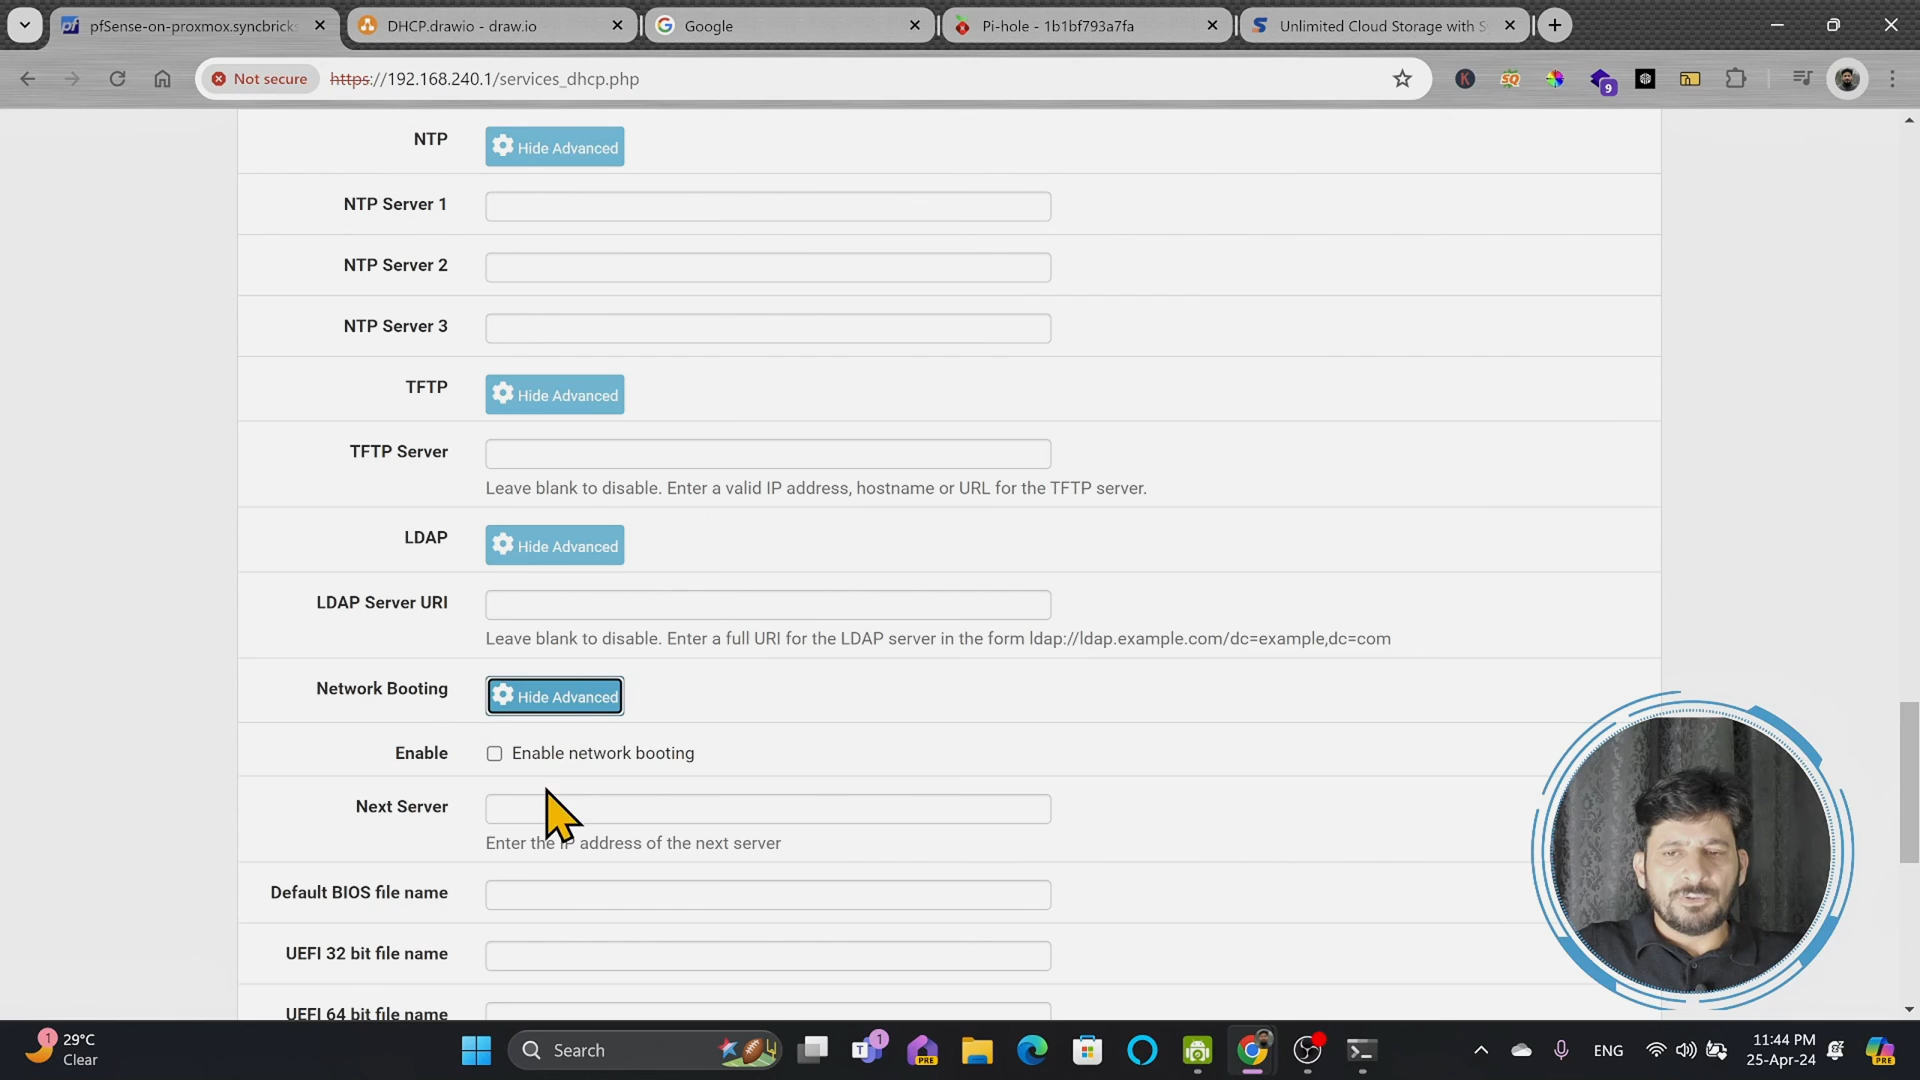 pfSense-on-proxmox.syncbricks
DHCP.drawio - draw.io
Google
Pi-hole - 1b1bf793a7fa
Unlimited Cloud Storage with S
Not secure
https://192.168.240.1/services_dhcp.php
9
NTP
Hide Advanced
NTP Server 1
NTP Server 2
NTP Server 3
TFTP
Hide Advanced
TFTP Server
Leave blank to disable. Enter a valid IP address, hostname or URL for the TFTP server.
LDAP
Hide Advanced
LDAP Server URI
Leave blank to disable. Enter a full URI for the LDAP server in the form ldap://ldap.example.com/dc=example,dc=com
Network Booting
Hide Advanced
Enable
Enable network booting
Next Server
Enter the IP address of the next server
Default BIOS file name
UEFI 32 bit file name
UEFI 64 bit file name
1
29°C
Clear
Search
1
PRE
ENG
11:44 PM
25-Apr-24
PRE